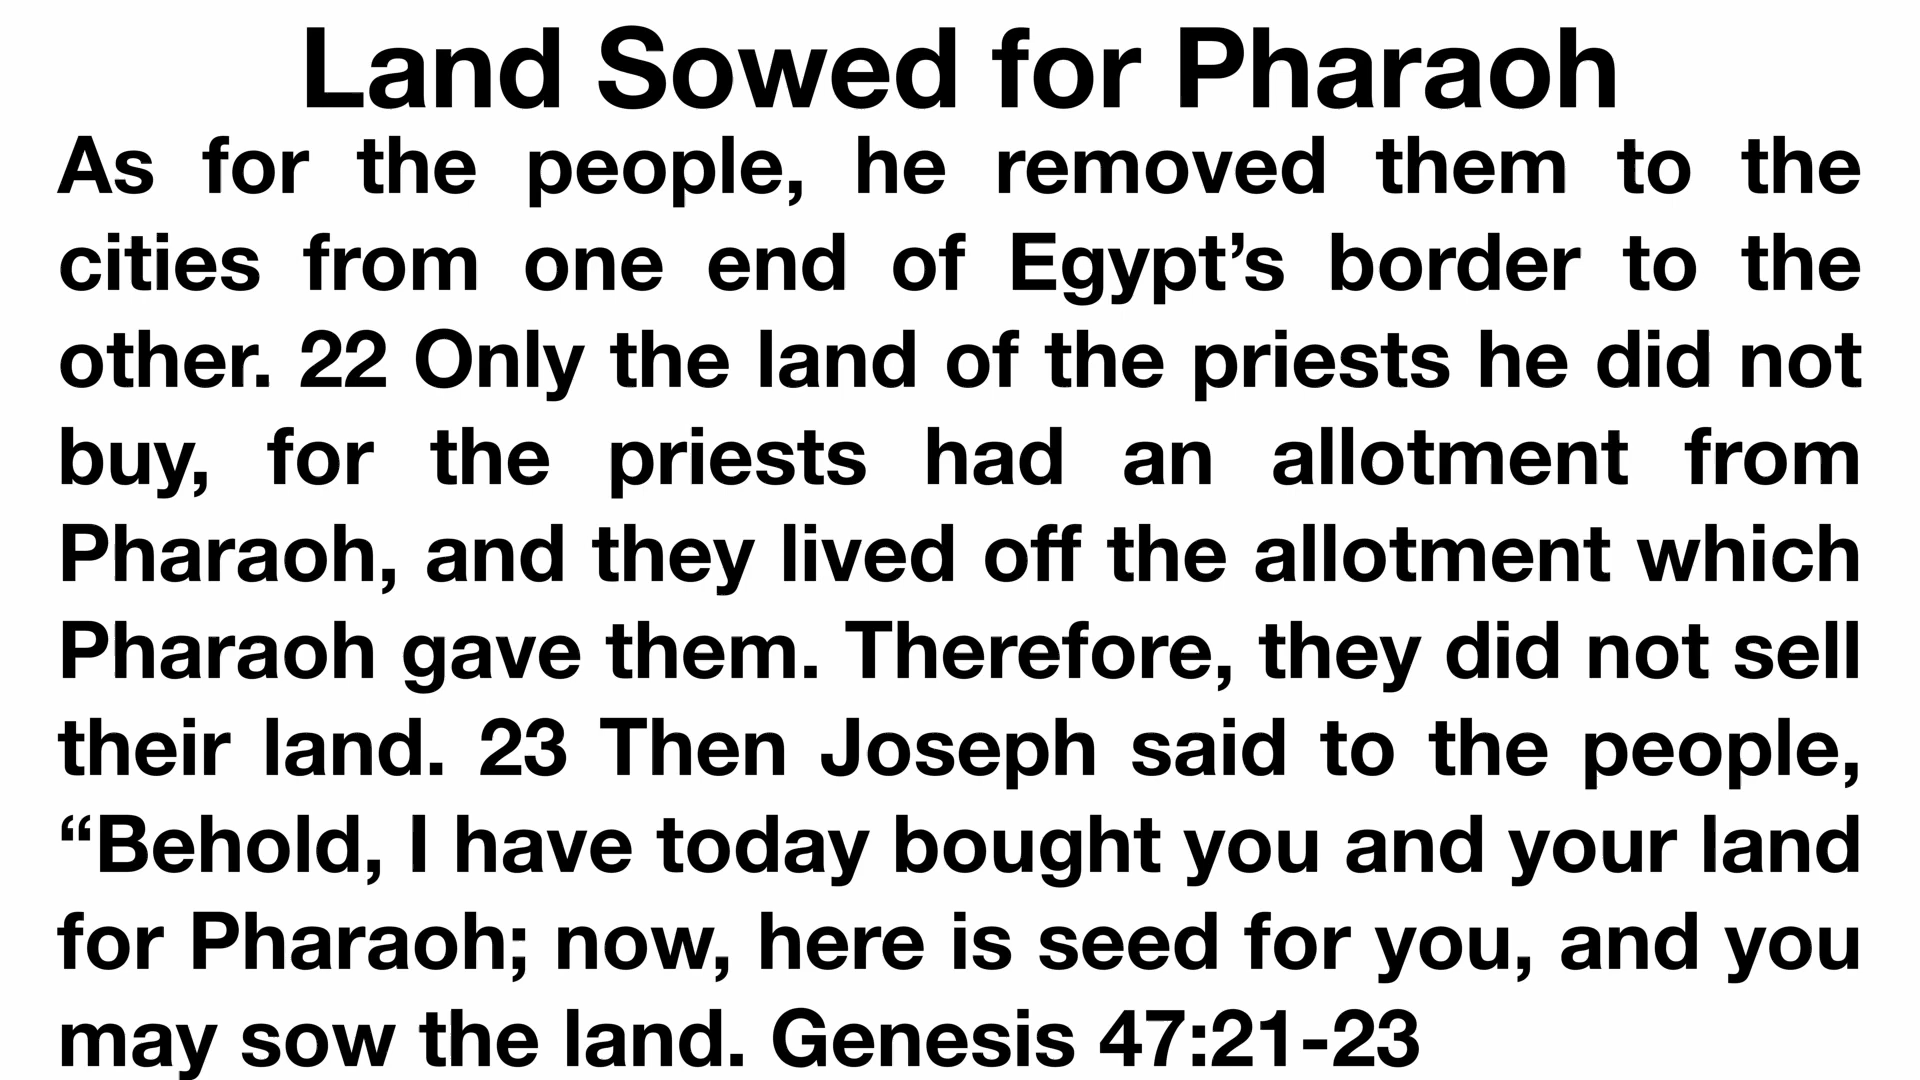 Land Sowed for Pharaoh
As for the people, he removed them to the
cities from one end of Egypt’s border to the
other. 22 Only the land of the priests he did not
buy, for the priests had an allotment from
Pharaoh, and they lived off the allotment which
Pharaoh gave them. Therefore, they did not sell
their land. 23 Then Joseph said to the people,
“Behold, I have today bought you and your land
for Pharaoh; now, here is seed for you, and you
may sow the land. Genesis 47:21-23